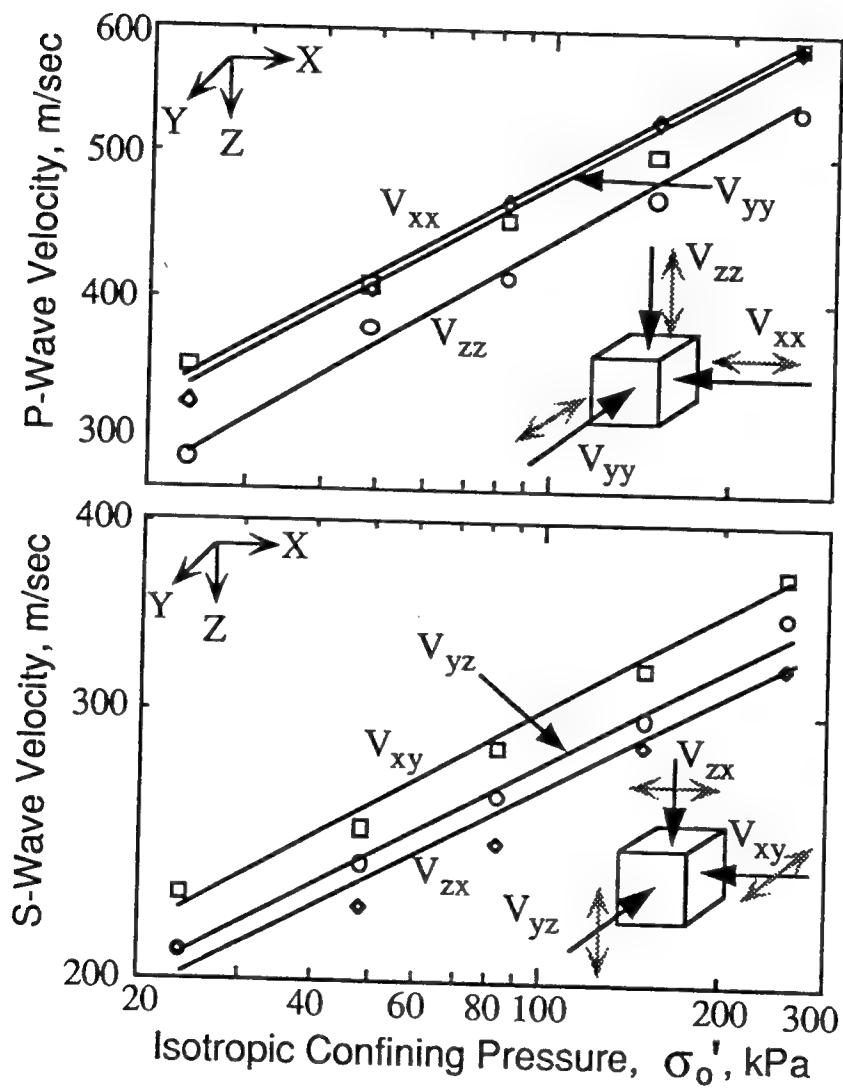 600
500
400
300
P-Wave Velocity, m/sec
X
Y
Z
V_xx
V_yy
V_zz
V_zz
V_xx
V_yy
400
300
200
S-Wave Velocity, m/sec
X
Y
Z
V_yz
V_xy
V_zx
V_zx
V_xy
V_yz
20 40 60 80 100 200 300
Isotropic Confining Pressure, σ_o', kPa